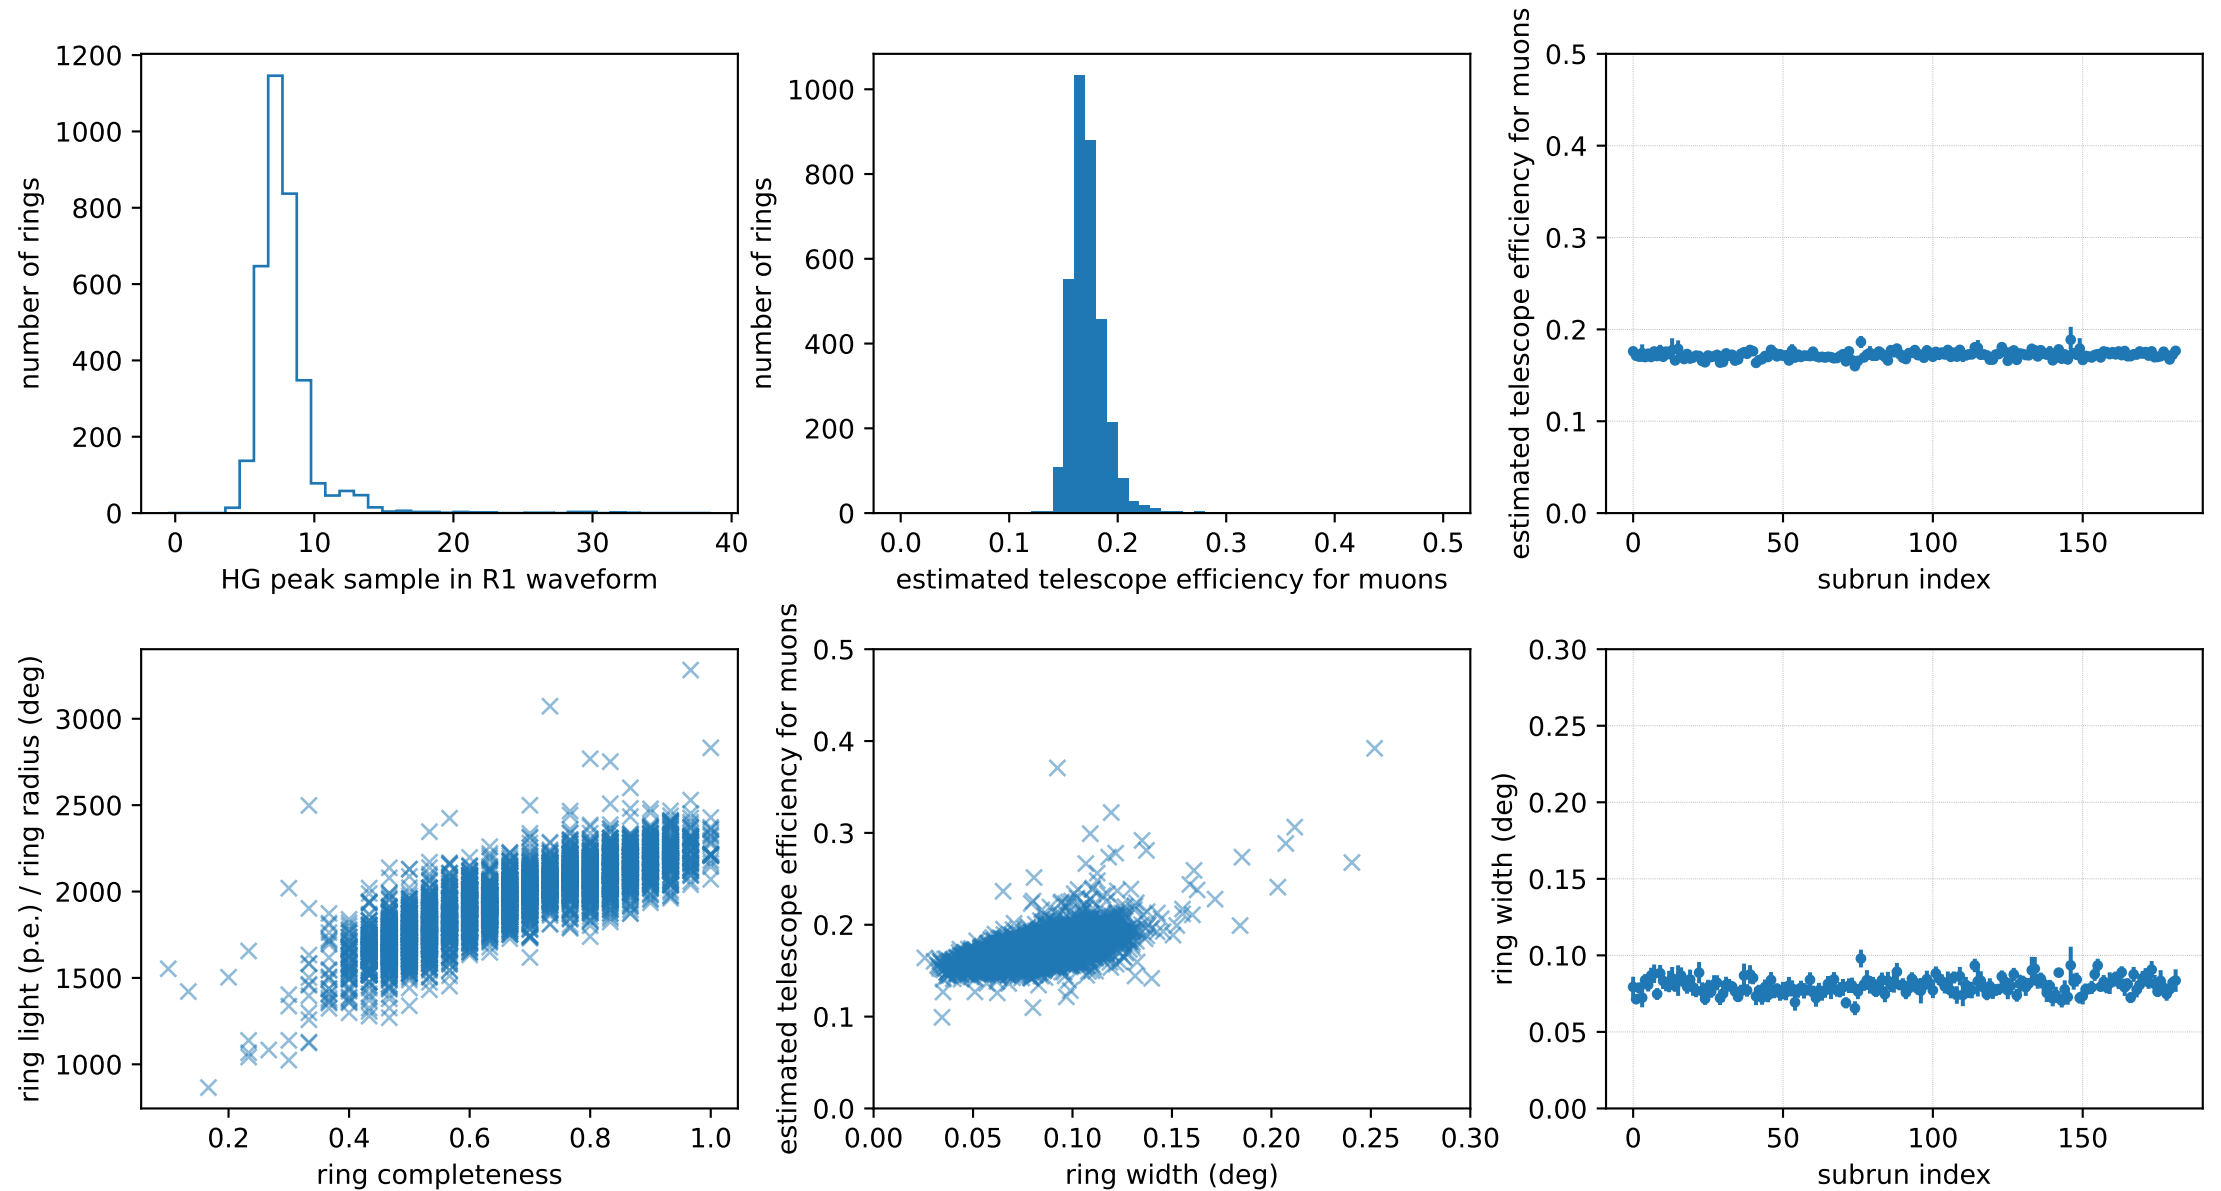 1200
1000
800
600
400
200
0
number of rings
0 10 20 30 40
HG peak sample in R1 waveform
1000
800
600
400
200
0
number of rings
0.0 0.1 0.2 0.3 0.4 0.5
estimated telescope efficiency for muons
0.5
0.4
0.3
0.2
0.1
0.0
estimated telescope efficiency for muons
0 50 100 150
subrun index
3000
2500
2000
1500
1000
ring light (p.e.) / ring radius (deg)
0.2 0.4 0.6 0.8 1.0
ring completeness
0.5
0.4
0.3
0.2
0.1
0.0
estimated telescope efficiency for muons
0.00 0.05 0.10 0.15 0.20 0.25 0.30
ring width (deg)
0.30
0.25
0.20
0.15
0.10
0.05
0.00
ring width (deg)
0 50 100 150
subrun index